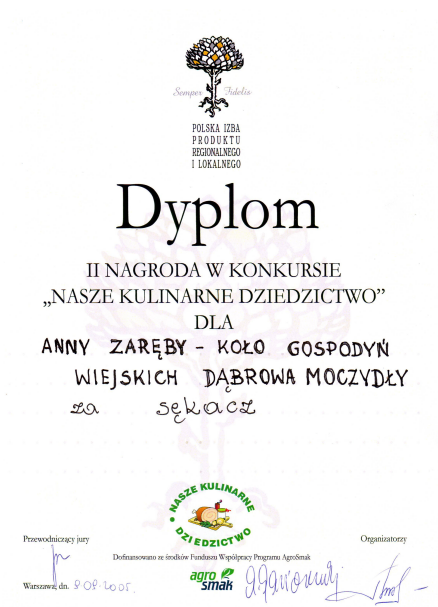 Semper Fidelis
POLSKA IZBA
PRODUKTU
REGIONALNEGO
I LOKALNEGO
Dyplom
II NAGRODA W KONKURSIE
„NASZE KULINARNE DZIEDZICTWO”
DLA
ANNY ZARĘBY – KOŁO GOSPODYŃ
WIEJSKICH DĄBROWA MOCZYDŁY
za sękacz
NASZE KULINARNE
DZIEDZICTWO
Przewodniczący jury
Organizatorzy
Dofinansowano ze środków Funduszu Współpracy Programu AgroSmak
Warszawa, dn. 9.09.2005.
agro
smak